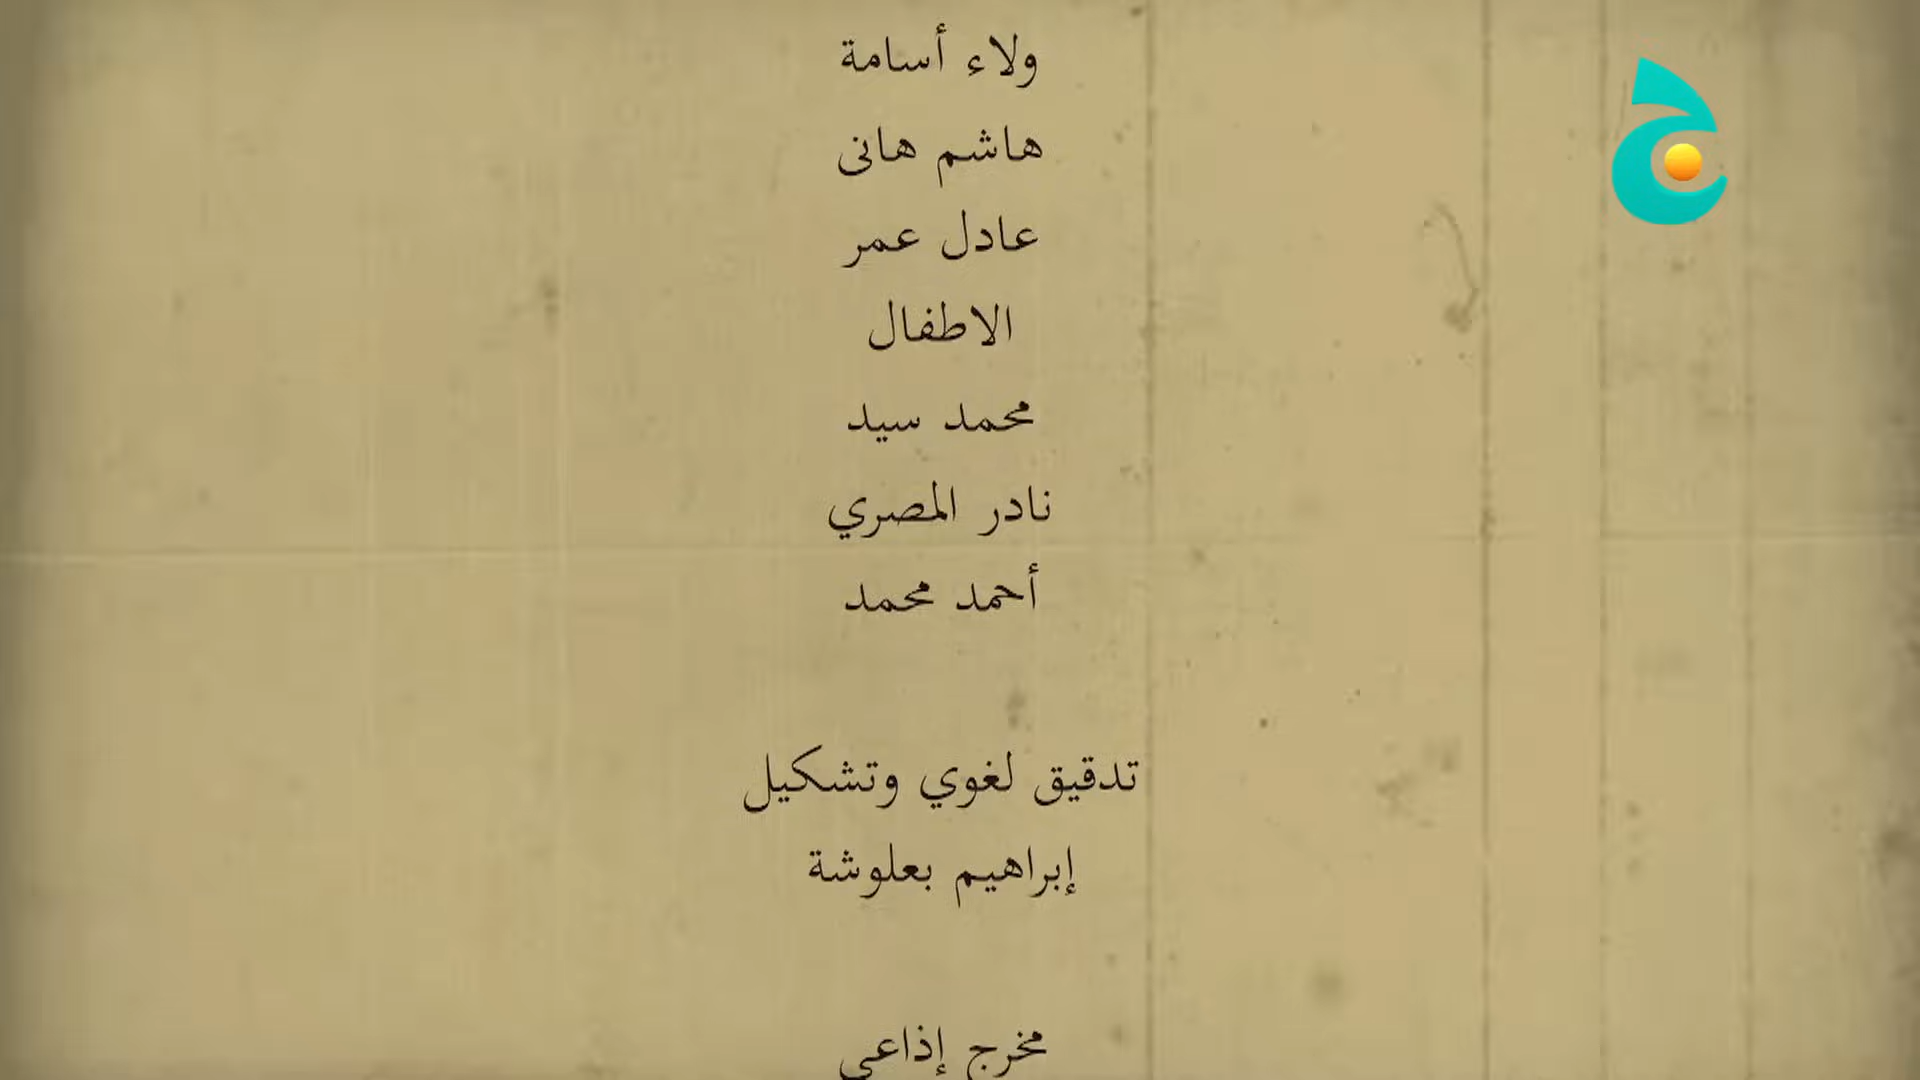 ولاء أسامة
هاشم هانى
عادل عمر
الاطفال
محمد سيد
نادر المصري
أحمد محمد
تدقيق لغوي وتشكيل
إبراهيم بعلوشة
مخرج إذاعي